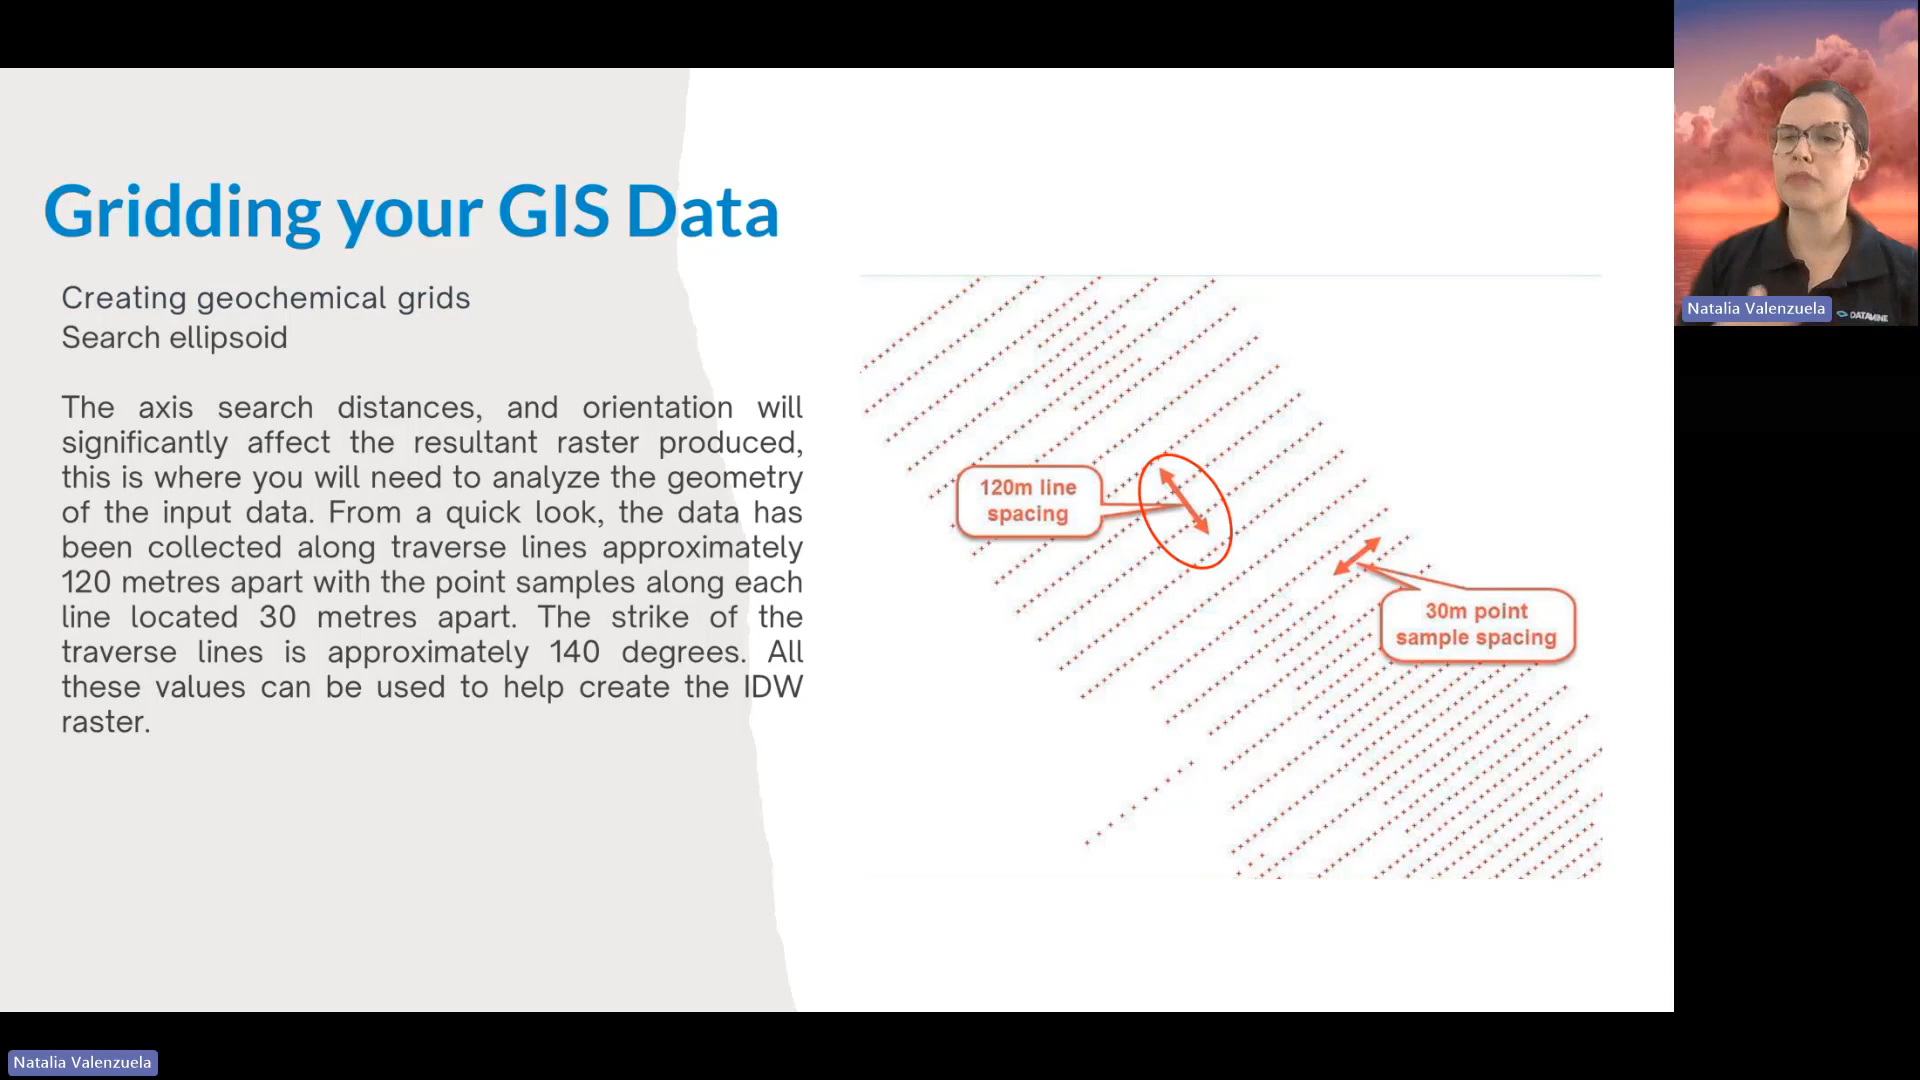 Gridding your GIS Data
Creating geochemical grids
Search ellipsoid
The axis search distances, and orientation will
significantly affect the resultant raster produced,
this is where you will need to analyze the geometry
of the input data. From a quick look, the data has
been collected along traverse lines approximately
120 metres apart with the point samples along each
line located 30 metres apart. The strike of the
traverse lines is approximately 140 degrees. All
these values can be used to help create the IDW
raster.
120m line
spacing
30m point
sample spacing
Natalia Valenzuela
DATAMINE
Natalia Valenzuela